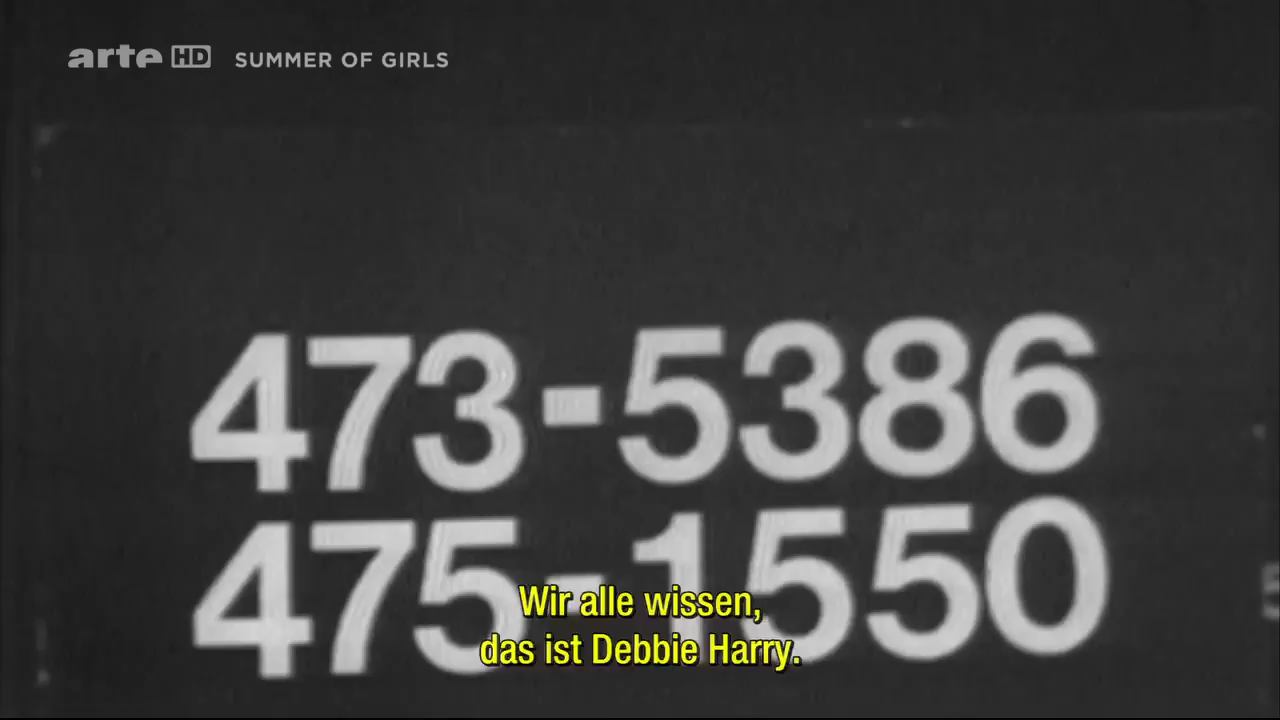 arte HD SUMMER OF GIRLS
473-5386
475-1550
Wir alle wissen,
das ist Debbie Harry.